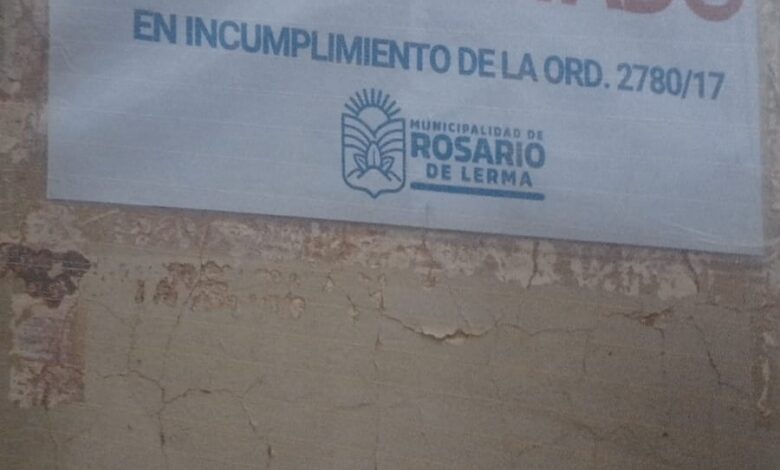 EN INCUMPLIMIENTO DE LA ORD. 2780/17
MUNICIPALIDAD DE
ROSARIO
DE LERMA